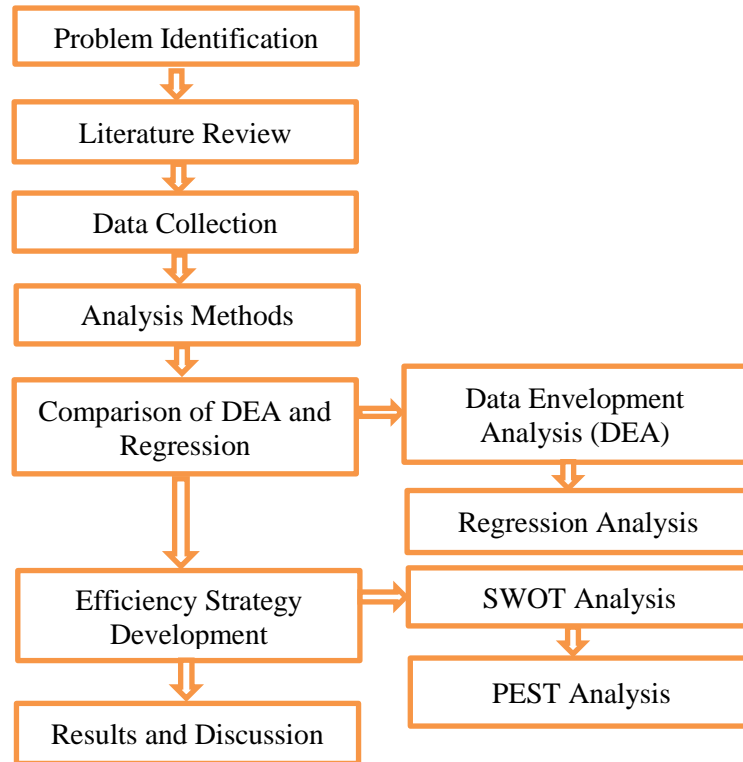 Problem Identification
Literature Review
Data Collection
Analysis Methods
Comparison of DEA and
Regression
Data Envelopment
Analysis (DEA)
Regression Analysis
Efficiency Strategy
Development
SWOT Analysis
PEST Analysis
Results and Discussion